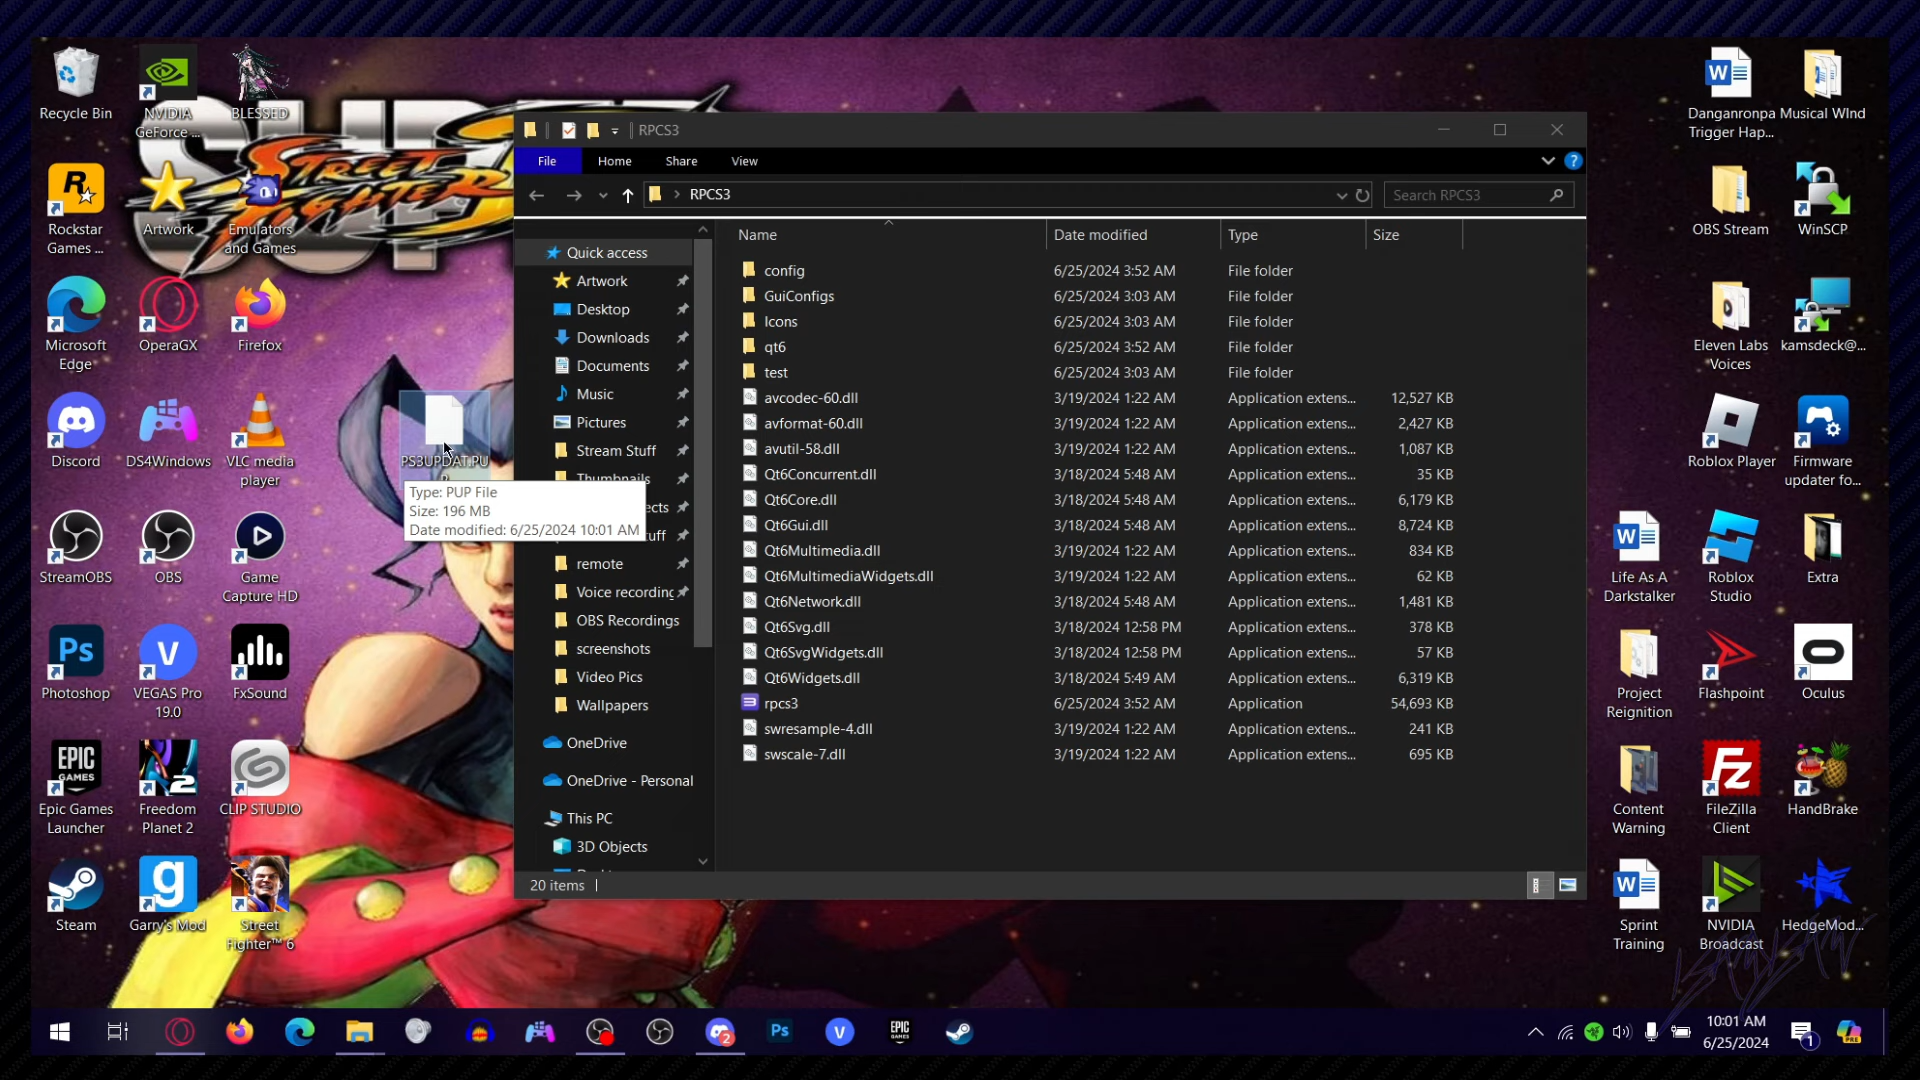 Recycle Bin
NVIDIA
GeForce ...
BLESSED
Rockstar
Games ...
Artwork
Emulators
and Games
Microsoft
Edge
OperaGX
Firefox
Discord
DS4Windows
VLC media
player
StreamOBS
OBS
Game
Capture HD
Photoshop
VEGAS Pro
19.0
FxSound
Epic Games
Launcher
Freedom
Planet 2
CLIP STUDIO
Steam
Garry's Mod
Street
Fighter™ 6
STREET
FIGHTER
PS3UPDAT.PU
P
Type: PUP File
Size: 196 MB
Date modified: 6/25/2024 10:01 AM
RPCS3
File Home Share View
RPCS3
Search RPCS3
Quick access
Artwork
Desktop
Downloads
Documents
Music
Pictures
Stream Stuff
Thumbnails
remote
Voice recording
OBS Recordings
screenshots
Video Pics
Wallpapers
OneDrive
OneDrive - Personal
This PC
3D Objects
Name Date modified Type Size
config 6/25/2024 3:52 AM File folder
GuiConfigs 6/25/2024 3:03 AM File folder
Icons 6/25/2024 3:03 AM File folder
qt6 6/25/2024 3:52 AM File folder
test 6/25/2024 3:03 AM File folder
avcodec-60.dll 3/19/2024 1:22 AM Application extens... 12,527 KB
avformat-60.dll 3/19/2024 1:22 AM Application extens... 2,427 KB
avutil-58.dll 3/19/2024 1:22 AM Application extens... 1,087 KB
Qt6Concurrent.dll 3/18/2024 5:48 AM Application extens... 35 KB
Qt6Core.dll 3/18/2024 5:48 AM Application extens... 6,179 KB
Qt6Gui.dll 3/18/2024 5:48 AM Application extens... 8,724 KB
Qt6Multimedia.dll 3/19/2024 1:22 AM Application extens... 834 KB
Qt6MultimediaWidgets.dll 3/19/2024 1:22 AM Application extens... 62 KB
Qt6Network.dll 3/18/2024 5:48 AM Application extens... 1,481 KB
Qt6Svg.dll 3/18/2024 12:58 PM Application extens... 378 KB
Qt6SvgWidgets.dll 3/18/2024 12:58 PM Application extens... 57 KB
Qt6Widgets.dll 3/18/2024 5:49 AM Application extens... 6,319 KB
rpcs3 6/25/2024 3:52 AM Application 54,693 KB
swresample-4.dll 3/19/2024 1:22 AM Application extens... 241 KB
swscale-7.dll 3/19/2024 1:22 AM Application extens... 695 KB
20 items
Danganronpa
Trigger Hap...
Musical WInd
OBS Stream
WinSCP
Eleven Labs
Voices
kamsdeck@...
Roblox Player
Firmware
updater fo...
Life As A
Darkstalker
Roblox
Studio
Extra
Project
Reignition
Flashpoint
Oculus
Content
Warning
FileZilla
Client
HandBrake
Sprint
Training
NVIDIA
Broadcast
HedgeMod...
10:01 AM
6/25/2024